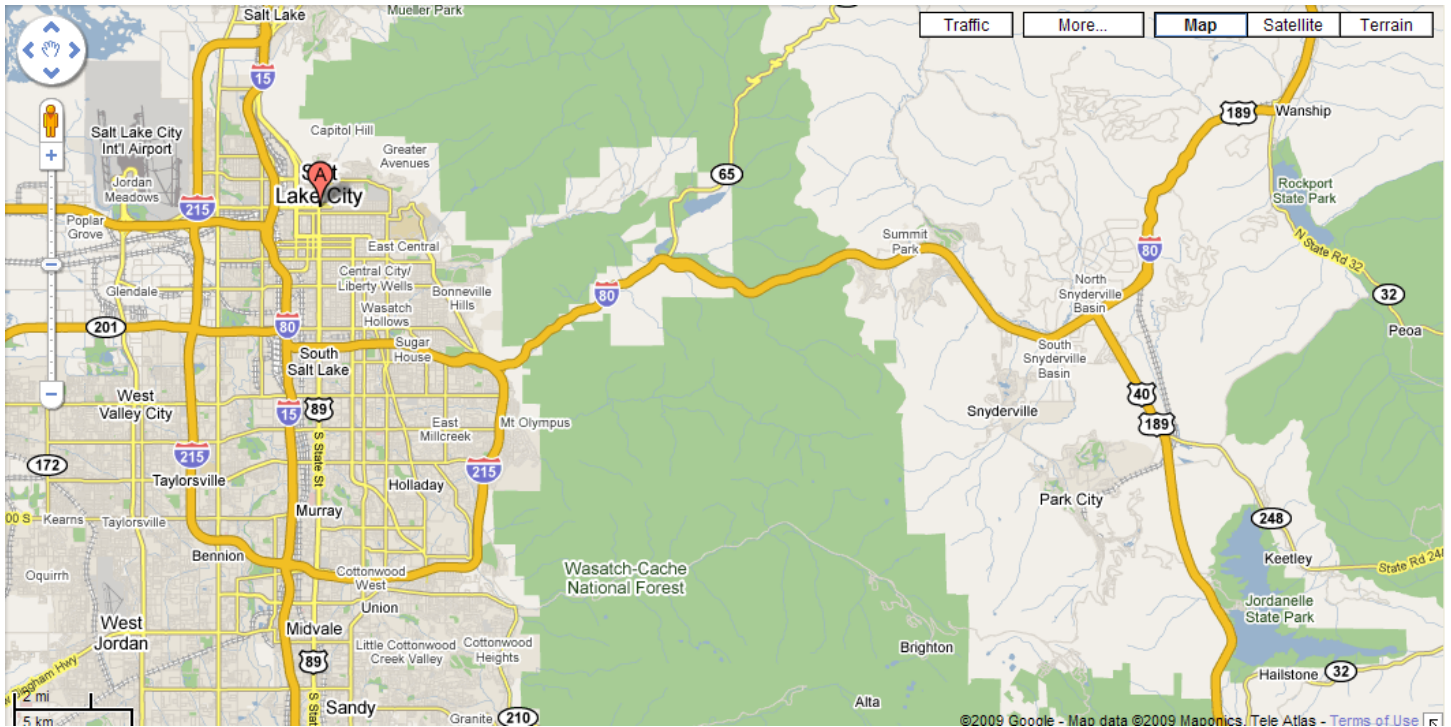 Salt Lake
Mueller Park
Traffic
More...
Map
Satellite
Terrain
15
Salt Lake City
Int'l Airport
Capitol Hill
Greater
Avenues
65
189
Wanship
A
Salt
Lake City
Jordan
Meadows
215
Poplar
Grove
Rockport
State Park
East Central
Summit
Park
80
N State Rd 32
Central City/
Liberty Wells
Bonneville
Hills
Glendale
80
North
Snyderville
Basin
32
Wasatch
Hollows
201
80
Peoa
Sugar
House
South
Salt Lake
South
Snyderville
Basin
West
Valley City
15
89
40
Snyderville
189
East
Millcreek
Mt Olympus
215
172
S State St
215
Taylorsville
Holladay
Park City
Murray
00 S
Kearns
Taylorsville
248
Bennion
Keetley
State Rd 248
Oquirrh
Cottonwood
West
Wasatch-Cache
National Forest
Union
Jordanelle
State Park
West
Jordan
Midvale
Little Cottonwood
Creek Valley
Cottonwood
Heights
Brighton
89
Bingham Hwy
Hailstone
32
2 mi
5 km
S Stat
Sandy
Granite
210
Alta
©2009 Google - Map data ©2009 Maponics, Tele Atlas - Terms of Use